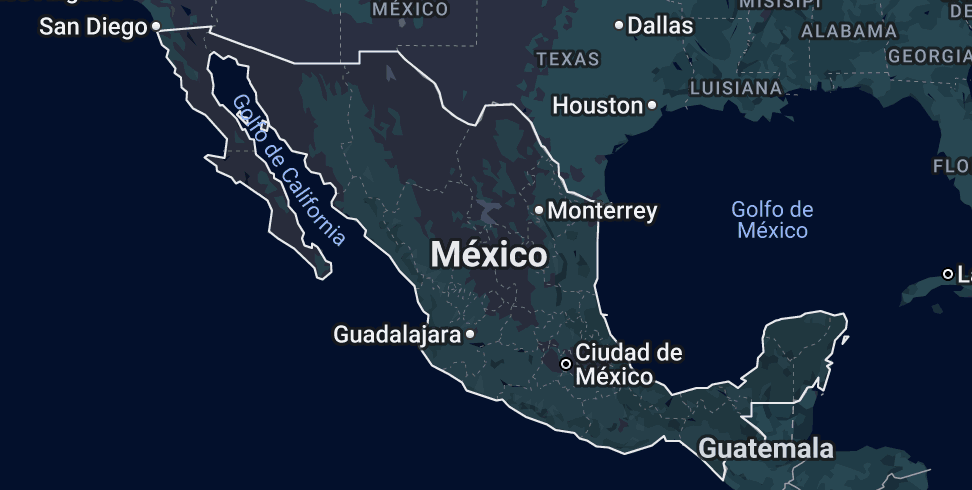 MÉXICO
San Diego
Dallas
MISISIPI
ALABAMA
TEXAS
GEORGIA
LUISIANA
Houston
Golfo de California
FLO
Monterrey
Golfo de
México
México
La
Guadalajara
Ciudad de
México
Guatemala